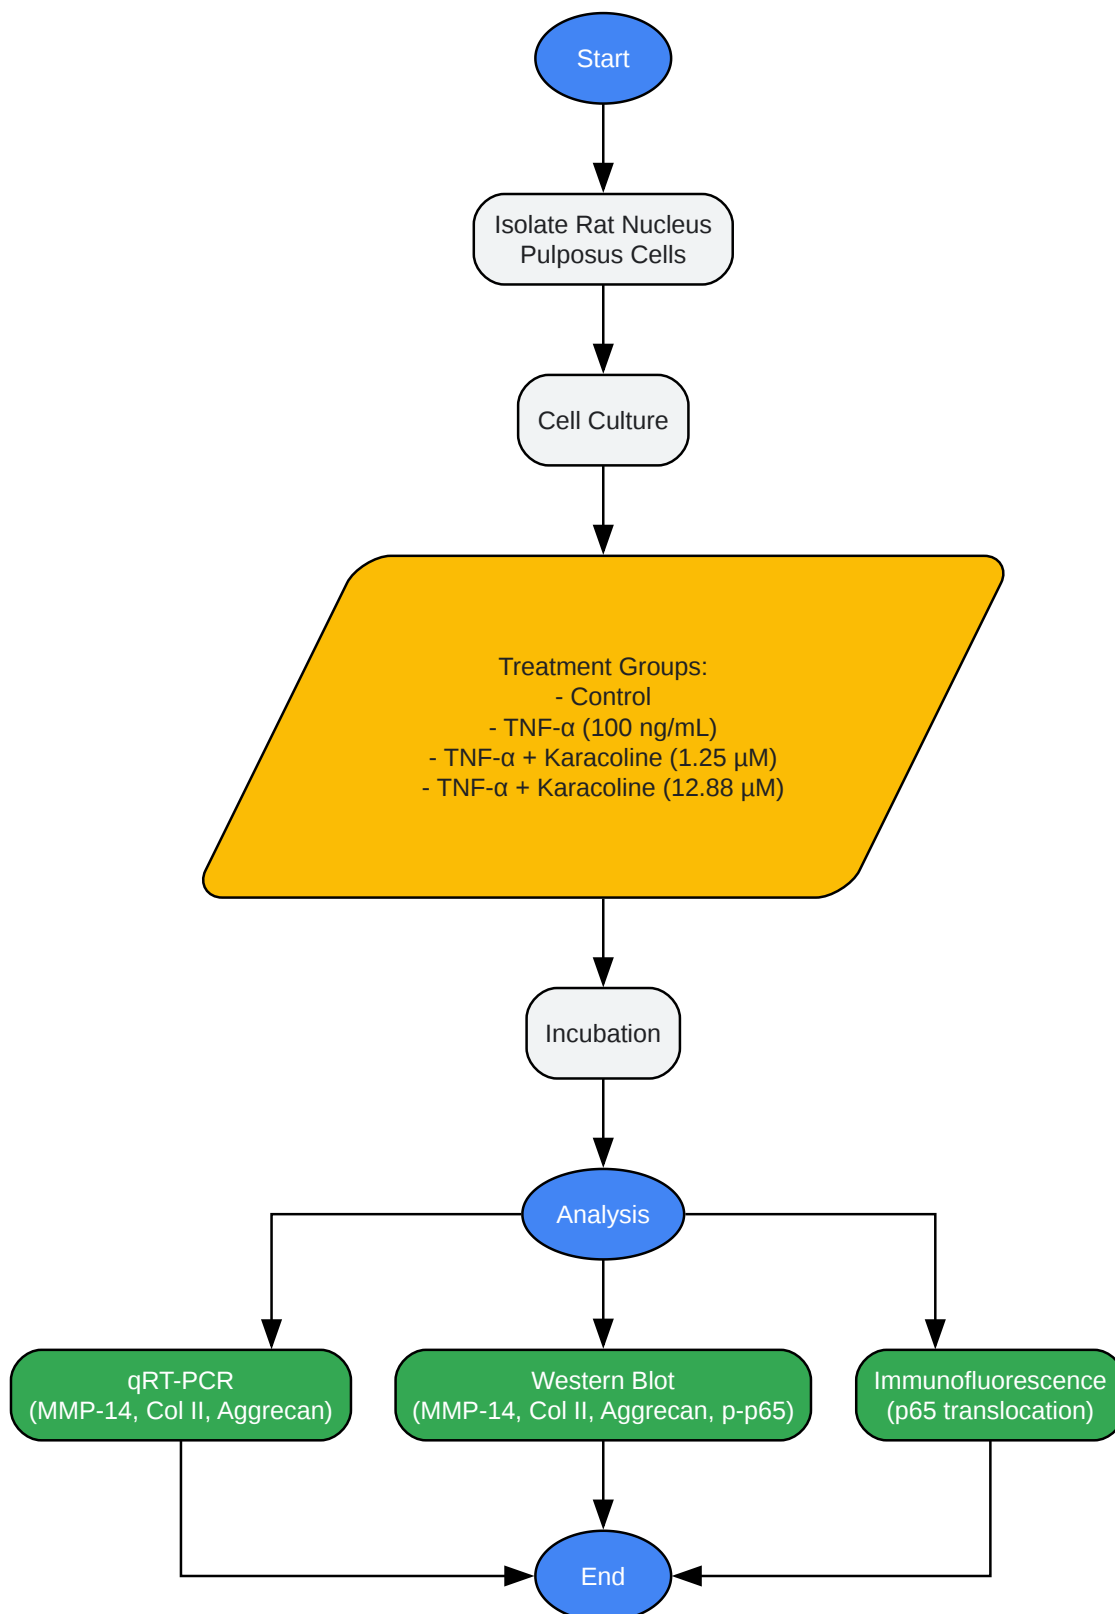 Start
Isolate Rat Nucleus
Pulposus Cells
Cell Culture
Treatment Groups:
- Control
- TNF-α (100 ng/mL)
- TNF-α + Karacoline (1.25 µM)
- TNF-α + Karacoline (12.88 µM)
Incubation
Analysis
qRT-PCR
(MMP-14, Col II, Aggrecan)
Western Blot
(MMP-14, Col II, Aggrecan, p-p65)
Immunofluorescence
(p65 translocation)
End